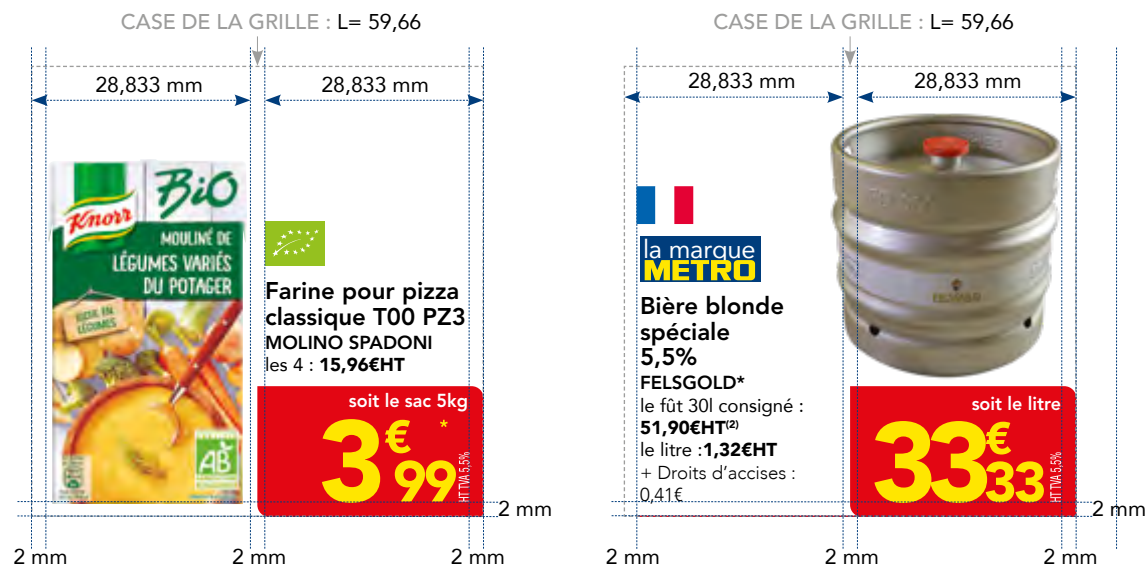 CASE DE LA GRILLE : L= 59,66
28,833 mm
28,833 mm
Knorr
BiO
MOULINÉ DE
LÉGUMES VARIÉS
DU POTAGER
LÉGUMES
AB
Farine pour pizza
classique T00 PZ3
MOLINO SPADONI
les 4 : 15,96€HT
soit le sac 5kg
3€99*
HT TVA 5,5%
2 mm
2 mm
2 mm
2 mm
CASE DE LA GRILLE : L= 59,66
28,833 mm
28,833 mm
la marque
METRO
Bière blonde
spéciale
5,5%
FELSGOLD*
le fût 30l consigné :
51,90€HT(2)
le litre :1,32€HT
+ Droits d'accises :
0,41€
FELSGOLD
soit le litre
33€33
HT TVA 5,5%
2 mm
2 mm
2 mm
2 mm